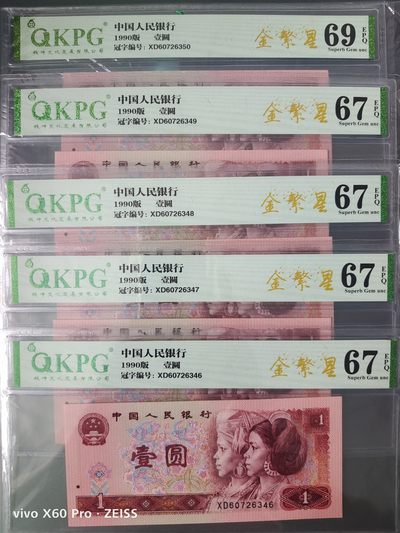 QKPG
中国人民银行
1990版 壹圆
冠字编号: XD60726350
金繁星
69 EPQ
Superb Gem unc
QKPG
中国人民银行
1990版 壹圆
冠字编号: XD60726349
金繁星
67 EPQ
Superb Gem unc
QKPG
中国人民银行
1990版 壹圆
冠字编号: XD60726348
金繁星
67 EPQ
Superb Gem unc
QKPG
中国人民银行
1990版 壹圆
冠字编号: XD60726347
金繁星
67 EPQ
Superb Gem unc
QKPG
中国人民银行
1990版 壹圆
冠字编号: XD60726346
金繁星
67 EPQ
Superb Gem unc
中国人民银行
壹圆
1
1
XD60726346
vivo X60 Pro · ZEISS